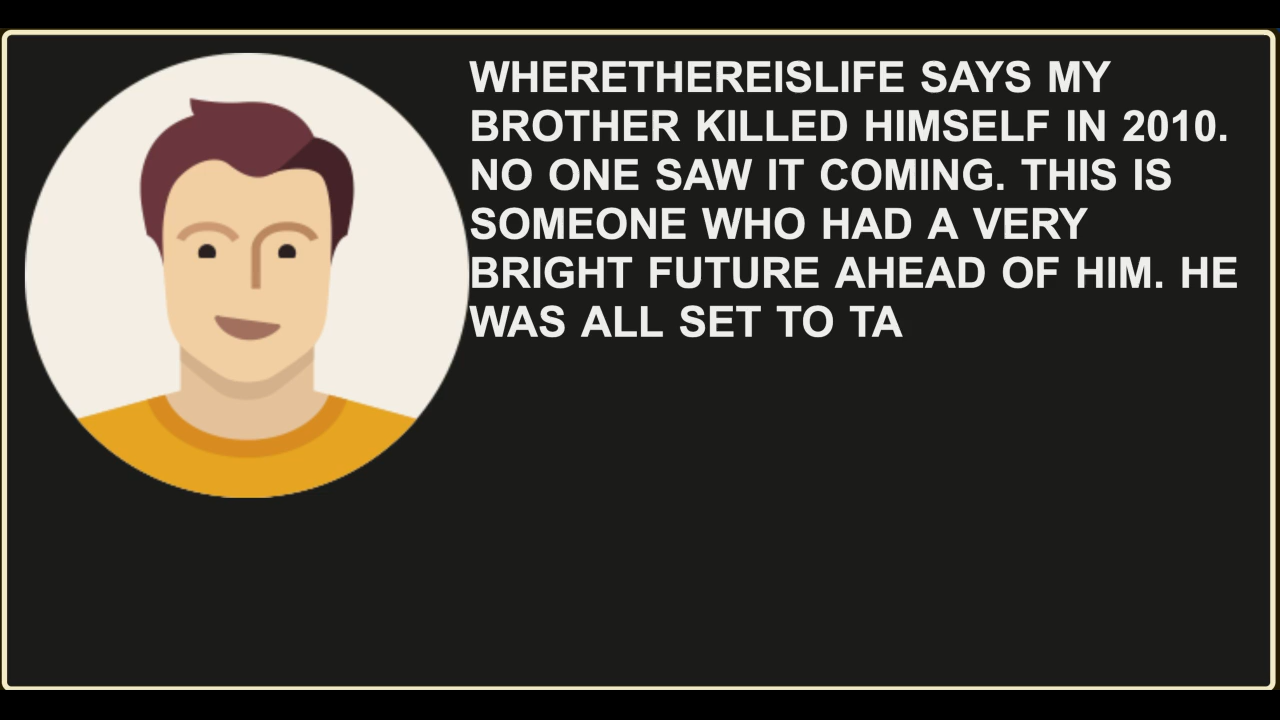 WHERETHEREISLIFE SAYS MY
BROTHER KILLED HIMSELF IN 2010.
NO ONE SAW IT COMING. THIS IS
SOMEONE WHO HAD A VERY
BRIGHT FUTURE AHEAD OF HIM. HE
WAS ALL SET TO TA